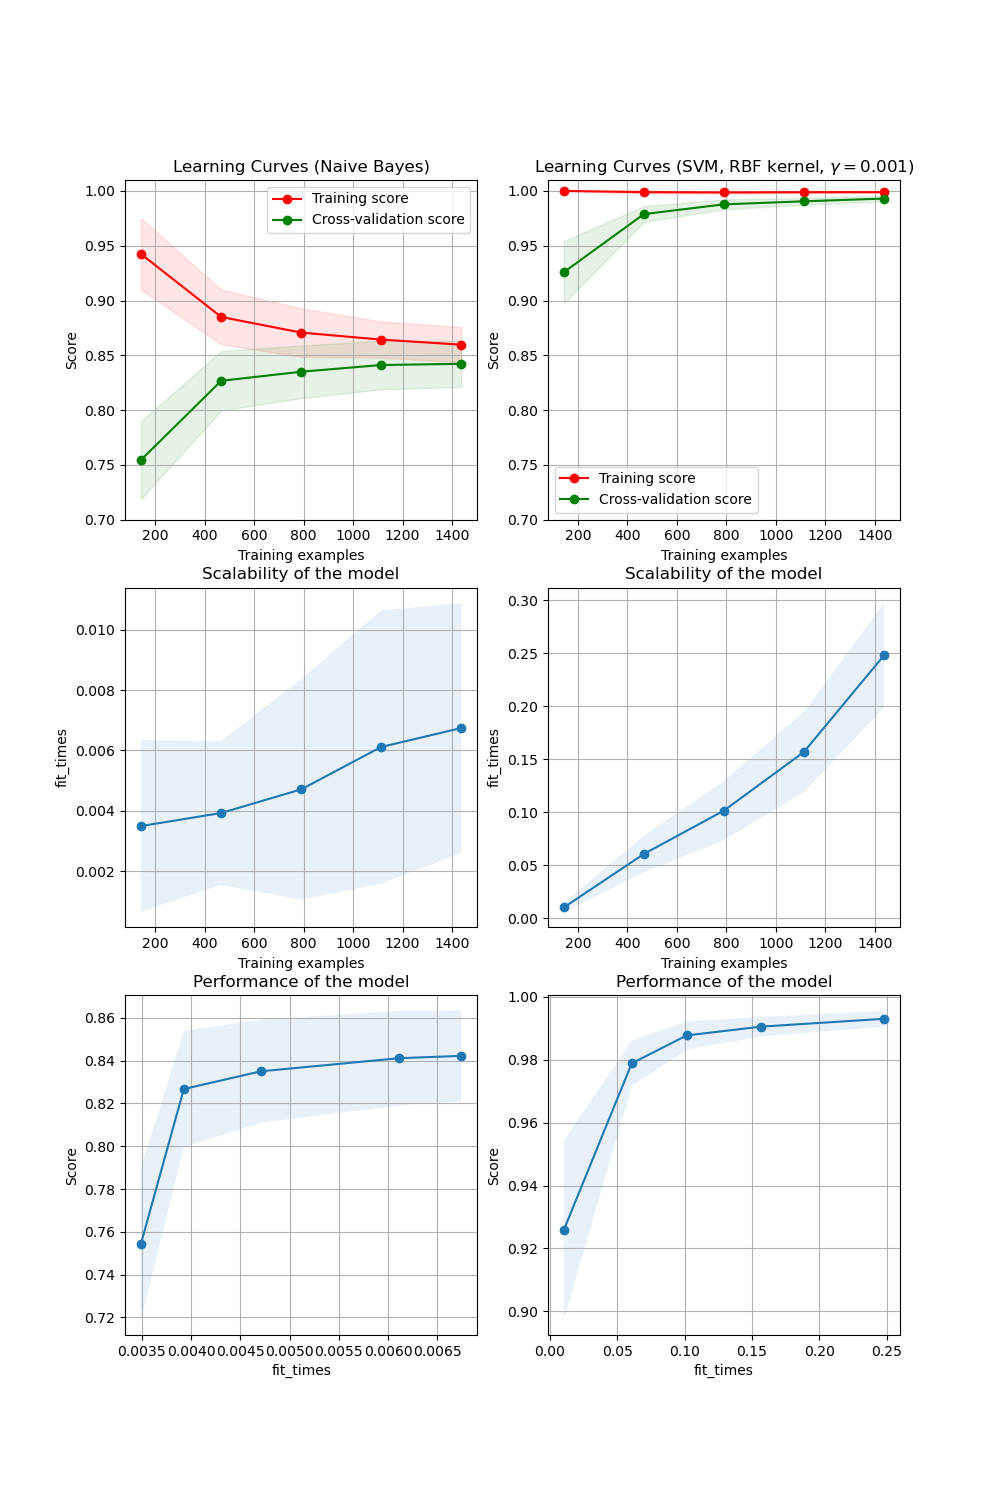 Learning Curves (Naive Bayes)
1.00
0.95
0.90
0.85
0.80
0.75
0.70
Score
Training score
Cross-validation score
200 400 600 800 1000 1200 1400
Training examples
Learning Curves (SVM, RBF kernel, γ = 0.001)
1.00
0.95
0.90
0.85
0.80
0.75
0.70
Score
Training score
Cross-validation score
200 400 600 800 1000 1200 1400
Training examples
Scalability of the model
0.010
0.008
0.006
0.004
0.002
fit_times
200 400 600 800 1000 1200 1400
Training examples
Scalability of the model
0.30
0.25
0.20
0.15
0.10
0.05
0.00
fit_times
200 400 600 800 1000 1200 1400
Training examples
Performance of the model
0.86
0.84
0.82
0.80
0.78
0.76
0.74
0.72
Score
0.0035 0.0040 0.0045 0.0050 0.0055 0.0060 0.0065
fit_times
Performance of the model
1.00
0.98
0.96
0.94
0.92
0.90
Score
0.00 0.05 0.10 0.15 0.20 0.25
fit_times